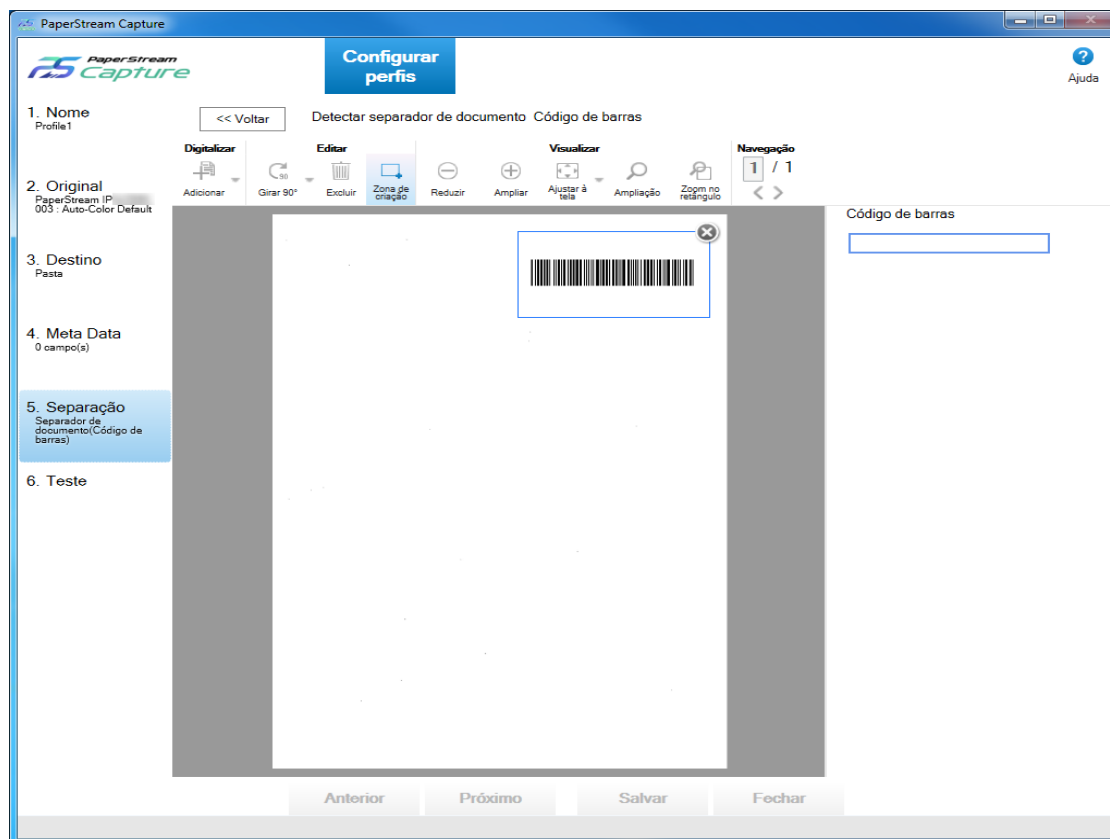 PaperStream Capture
PaperStream
Capture
Configurar
perfis
?
Ajuda
1. Nome
Profile1
<< Voltar
Detectar separador de documento Código de barras
Digitalizar
Editar
Visualizar
Navegação
Adicionar
90
Girar 90°
Excluir
Zona de
criação
Reduzir
Ampliar
Ajustar à
tela
Ampliação
Zoom no
retângulo
1 / 1
2. Original
PaperStream IP
003 : Auto-Color Default
Código de barras
3. Destino
Pasta
4. Meta Data
0 campo(s)
5. Separação
Separador de
documento(Código de
barras)
6. Teste
Anterior
Próximo
Salvar
Fechar